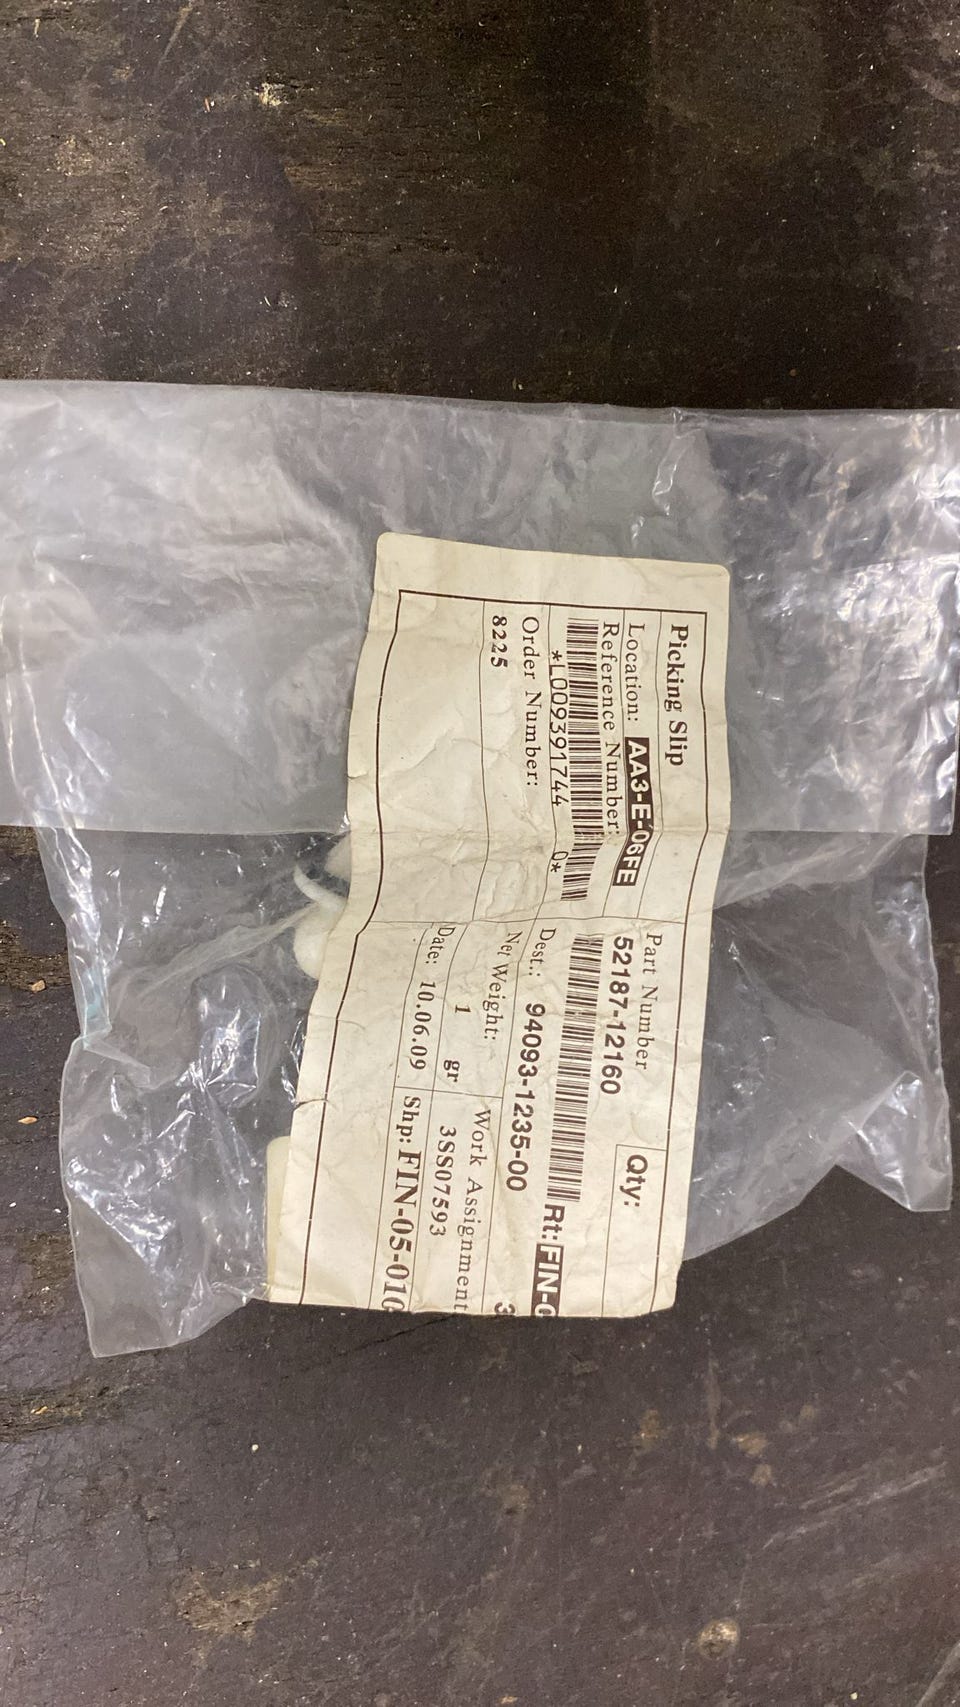 Picking Slip
Location: AA3-E-06FE
Reference Number:
*L009391744 0*
Order Number:
8225
Part Number
52187-12160
Qty:
Rt: FIN-0
Dest.: 94093-1235-00
3
Net Weight:
1 gr
Work Assignment
3SS07593
Date: 10.06.09
Shp: FIN-05-010